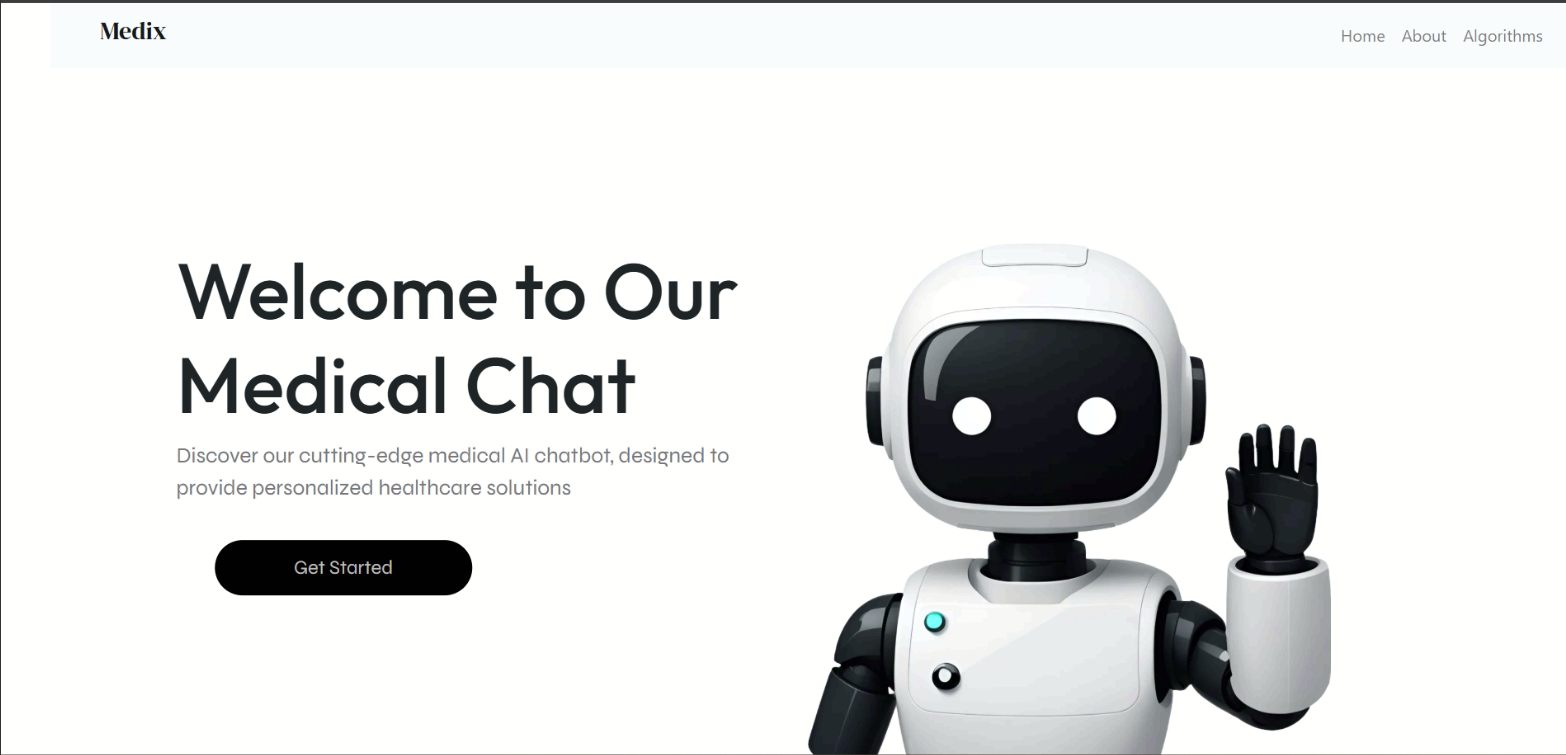 Medix
Home About Algorithms
Welcome to Our
Medical Chat
Discover our cutting-edge medical AI chatbot, designed to
provide personalized healthcare solutions
Get Started